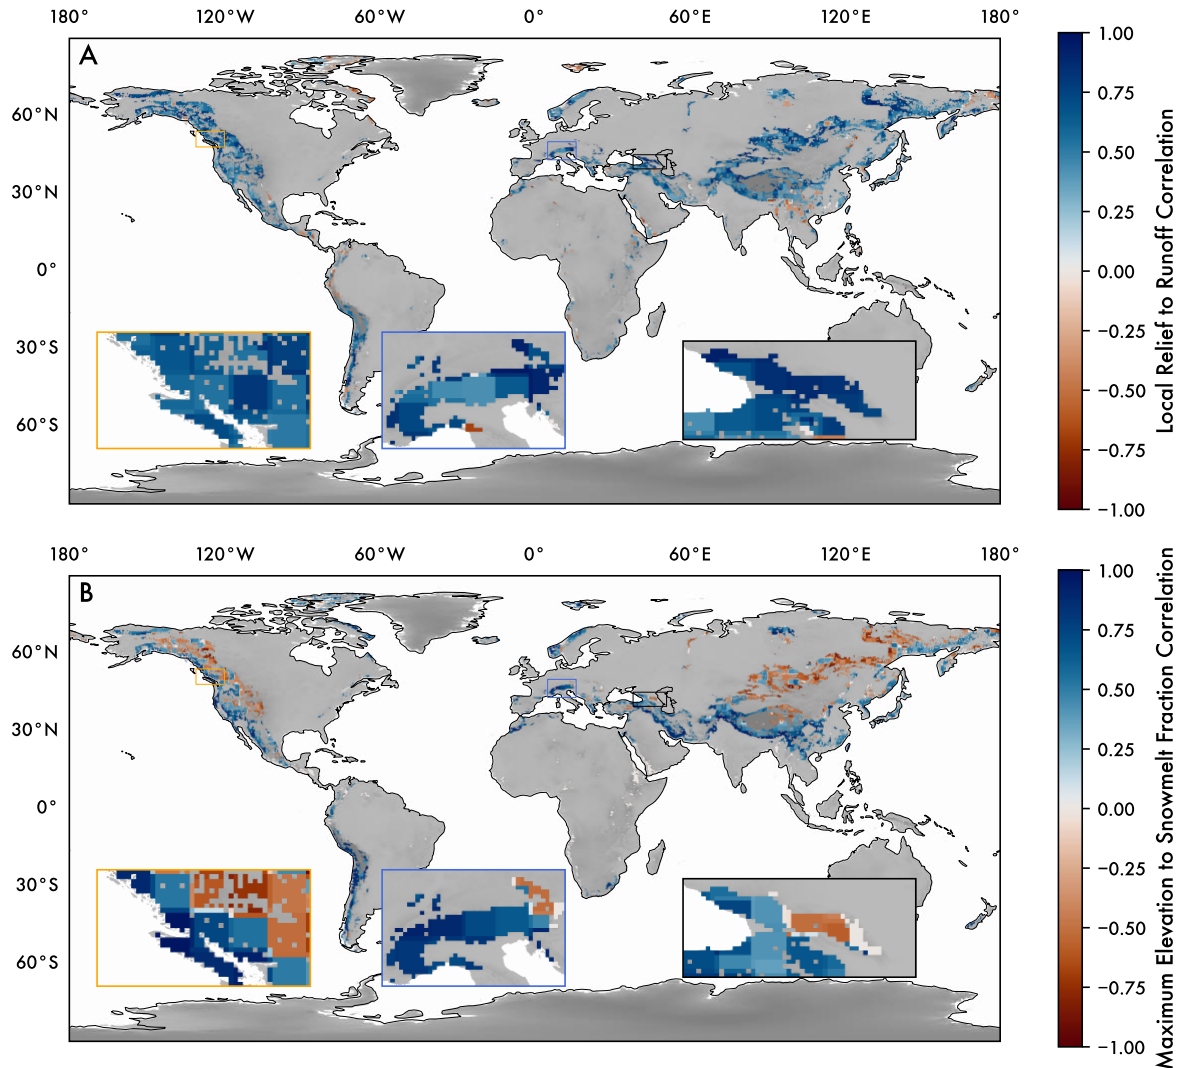 180° 120°W 60°W 0° 60°E 120°E 180°
A
60°N
30°N
0°
30°S
60°S
1.00
0.75
0.50
0.25
0.00
−0.25
−0.50
−0.75
−1.00
Local Relief to Runoff Correlation
180° 120°W 60°W 0° 60°E 120°E 180°
B
60°N
30°N
0°
30°S
60°S
1.00
0.75
0.50
0.25
0.00
−0.25
−0.50
−0.75
−1.00
Maximum Elevation to Snowmelt Fraction Correlation